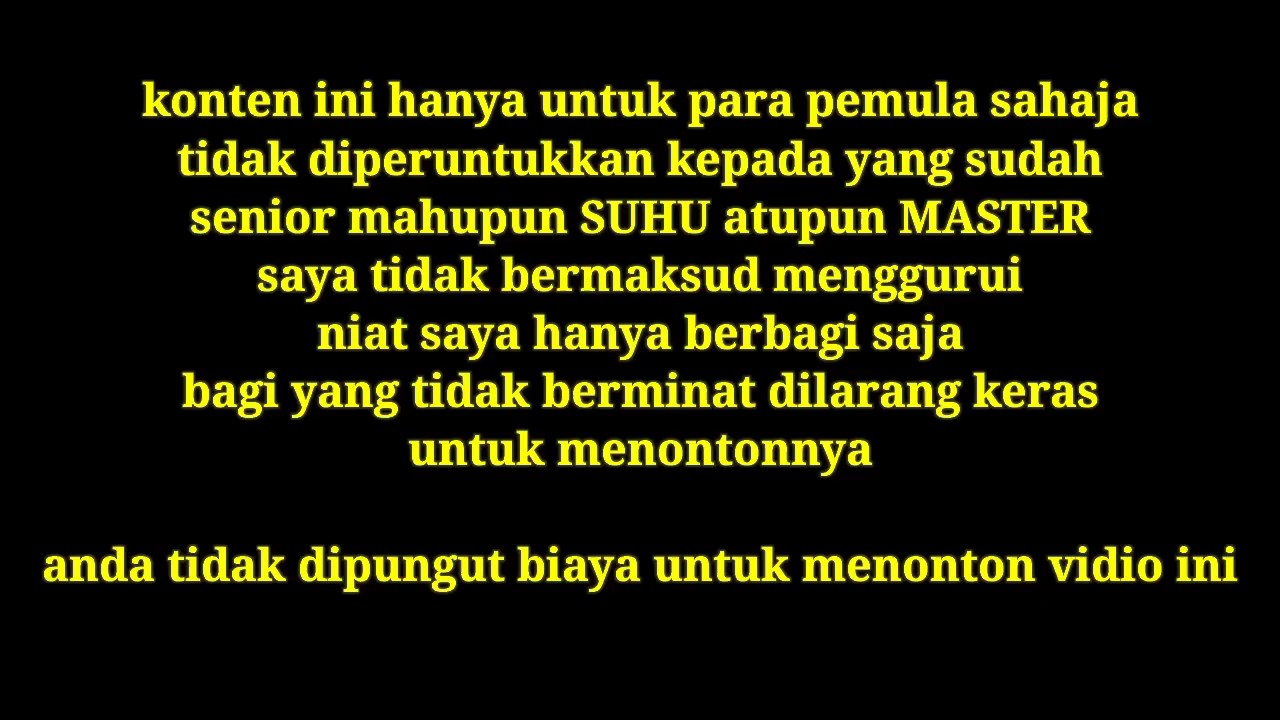 konten ini hanya untuk para pemula sahaja
tidak diperuntukkan kepada yang sudah
senior mahupun SUHU atupun MASTER
saya tidak bermaksud menggurui
niat saya hanya berbagi saja
bagi yang tidak berminat dilarang keras
untuk menontonnya
anda tidak dipungut biaya untuk menonton vidio ini